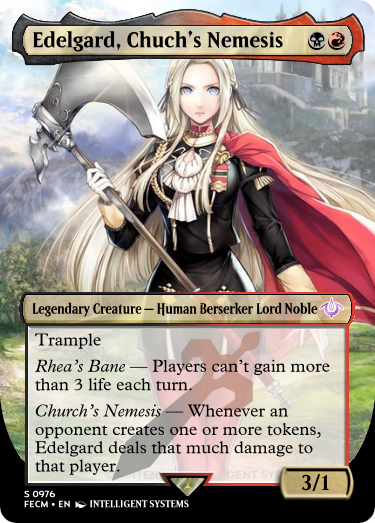 Edelgard, Chuch's Nemesis
Legendary Creature — Human Berserker Lord Noble
Trample
Rhea's Bane — Players can't gain more
than 3 life each turn.
Church's Nemesis — Whenever an
opponent creates one or more tokens,
Edelgard deals that much damage to
that player.
3/1
S 0976
FECM • EN INTELLIGENT SYSTEMS